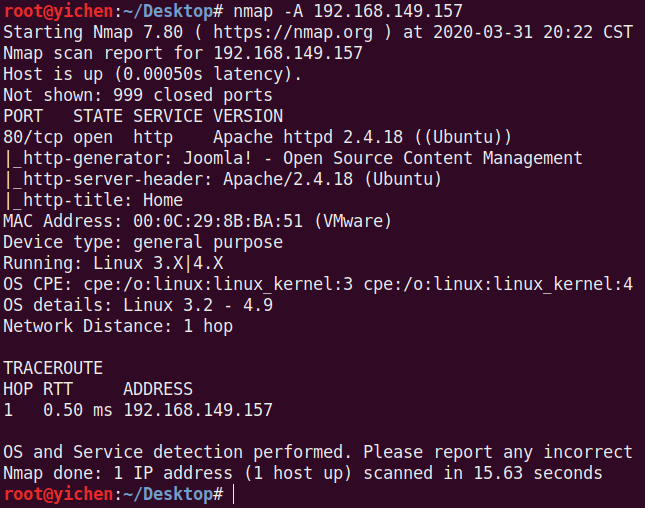 root@yichen:~/Desktop# nmap -A 192.168.149.157
Starting Nmap 7.80 ( https://nmap.org ) at 2020-03-31 20:22 CST
Nmap scan report for 192.168.149.157
Host is up (0.00050s latency).
Not shown: 999 closed ports
PORT   STATE SERVICE VERSION
80/tcp open  http    Apache httpd 2.4.18 ((Ubuntu))
|_http-generator: Joomla! - Open Source Content Management
|_http-server-header: Apache/2.4.18 (Ubuntu)
|_http-title: Home
MAC Address: 00:0C:29:8B:BA:51 (VMware)
Device type: general purpose
Running: Linux 3.X|4.X
OS CPE: cpe:/o:linux:linux_kernel:3 cpe:/o:linux:linux_kernel:4
OS details: Linux 3.2 - 4.9
Network Distance: 1 hop
TRACEROUTE
HOP RTT     ADDRESS
1   0.50 ms 192.168.149.157
OS and Service detection performed. Please report any incorrect
Nmap done: 1 IP address (1 host up) scanned in 15.63 seconds
root@yichen:~/Desktop#